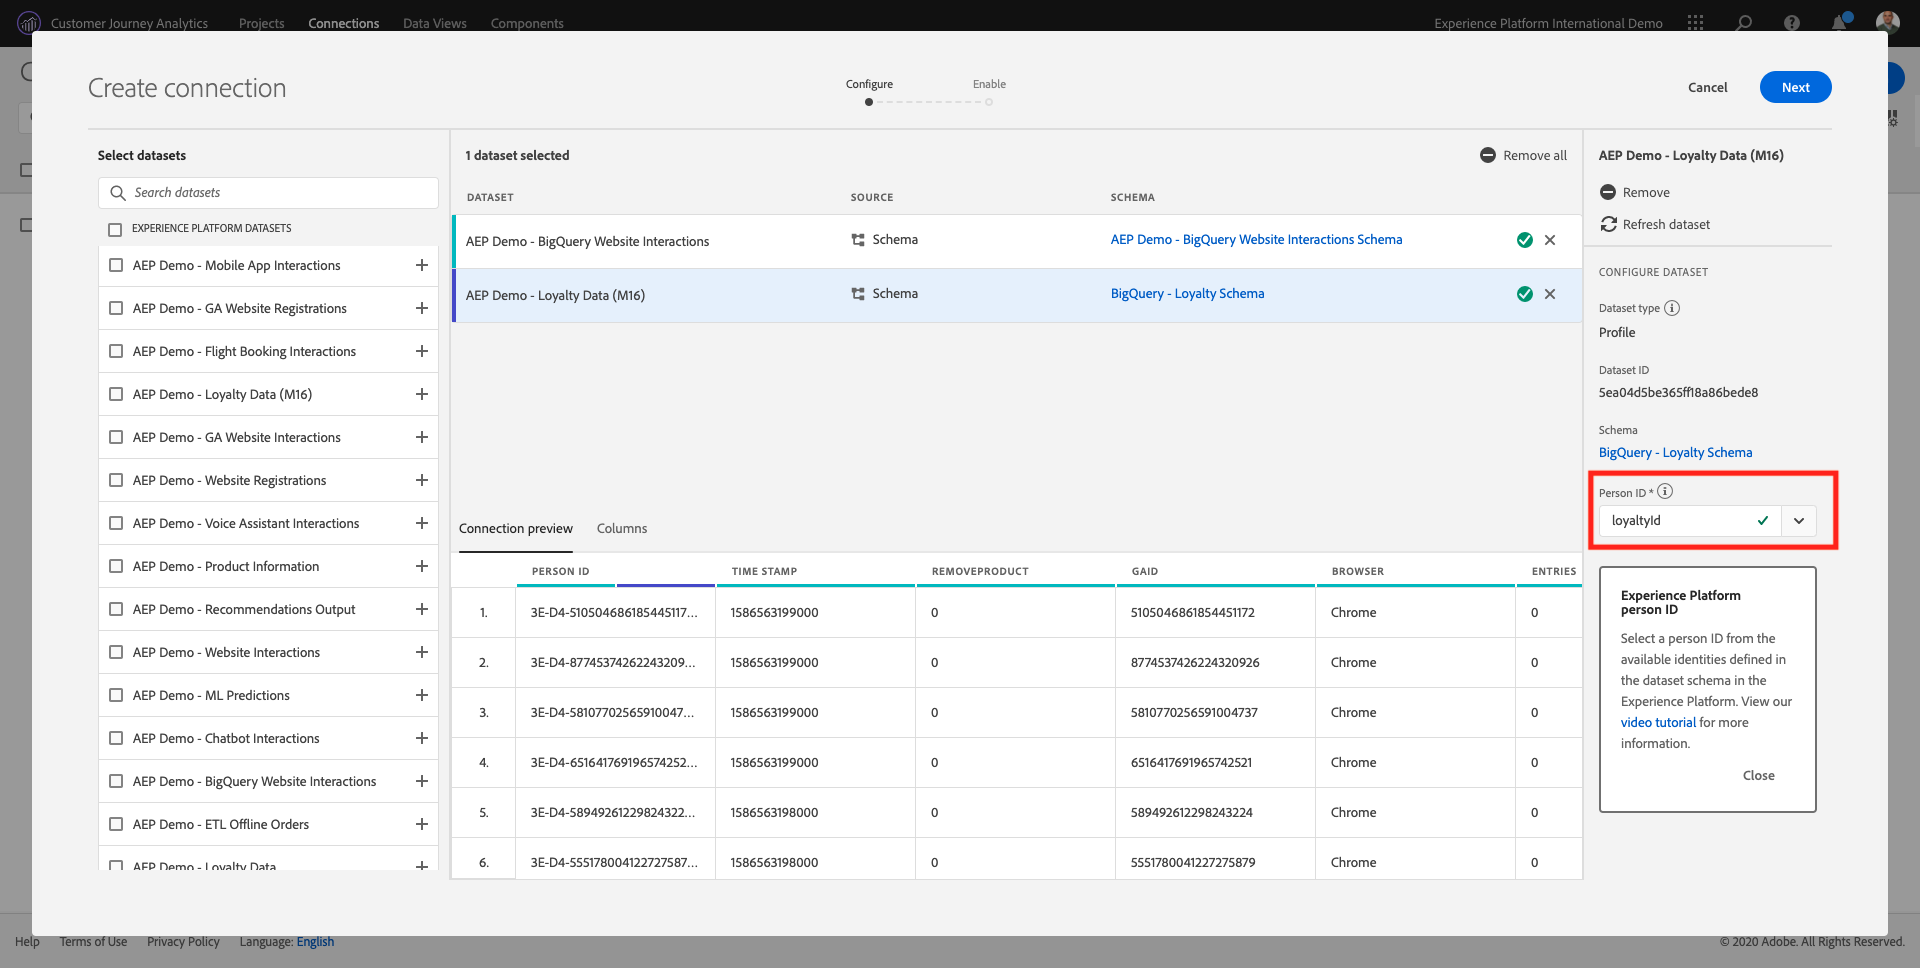 Customer Journey Analytics Projects Connections Data Views Components Experience Platform International Demo
Create connection
Configure Enable
Cancel Next
Select datasets
Search datasets
EXPERIENCE PLATFORM DATASETS
AEP Demo - Mobile App Interactions
AEP Demo - GA Website Registrations
AEP Demo - Flight Booking Interactions
AEP Demo - Loyalty Data (M16)
AEP Demo - GA Website Interactions
AEP Demo - Website Registrations
AEP Demo - Voice Assistant Interactions
AEP Demo - Product Information
AEP Demo - Recommendations Output
AEP Demo - Website Interactions
AEP Demo - ML Predictions
AEP Demo - Chatbot Interactions
AEP Demo - BigQuery Website Interactions
AEP Demo - ETL Offline Orders
AEP Demo - Loyalty Data
1 dataset selected Remove all
DATASET SOURCE SCHEMA
AEP Demo - BigQuery Website Interactions Schema AEP Demo - BigQuery Website Interactions Schema
AEP Demo - Loyalty Data (M16) Schema BigQuery - Loyalty Schema
Connection preview Columns
PERSON ID TIME STAMP REMOVEPRODUCT GAID BROWSER ENTRIES
1. 3E-D4-510504686185445117... 1586563199000 0 5105046861854451172 Chrome 0
2. 3E-D4-87745374262243209... 1586563199000 0 8774537426224320926 Chrome 0
3. 3E-D4-58107702565910047... 1586563199000 0 5810770256591004737 Chrome 0
4. 3E-D4-651641769196574252... 1586563199000 0 6516417691965742521 Chrome 0
5. 3E-D4-58949261229824322... 1586563198000 0 589492612298243224 Chrome 0
6. 3E-D4-555178004122727587... 1586563198000 0 5551780041227275879 Chrome 0
AEP Demo - Loyalty Data (M16)
Remove
Refresh dataset
CONFIGURE DATASET
Dataset type
Profile
Dataset ID
5ea04d5be365ff18a86bede8
Schema
BigQuery - Loyalty Schema
Person ID *
loyaltyId
Experience Platform
person ID
Select a person ID from the
available identities defined in
the dataset schema in the
Experience Platform. View our
video tutorial for more
information.
Close
Help Terms of Use Privacy Policy Language: English © 2020 Adobe. All Rights Reserved.